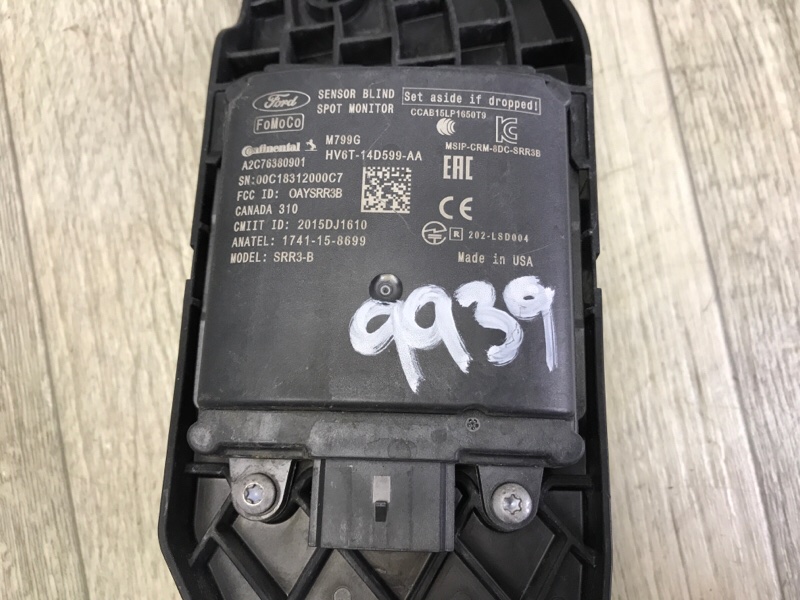 Ford
SENSOR BLIND
SPOT MONITOR
Set aside if dropped!
CCAB15LP1650T9
FoMoCo
Continental
M799G
HV6T-14D599-AA
MSIP-CRM-8DC-SRR3B
A2C76380901
SN:00C18312000C7
FCC ID: OAYSRR3B
CANADA 310
CMIIT ID: 2015DJ1610
ANATEL: 1741-15-8699
MODEL: SRR3-B
EAC
CE
R 202-LSD004
Made in USA
9939